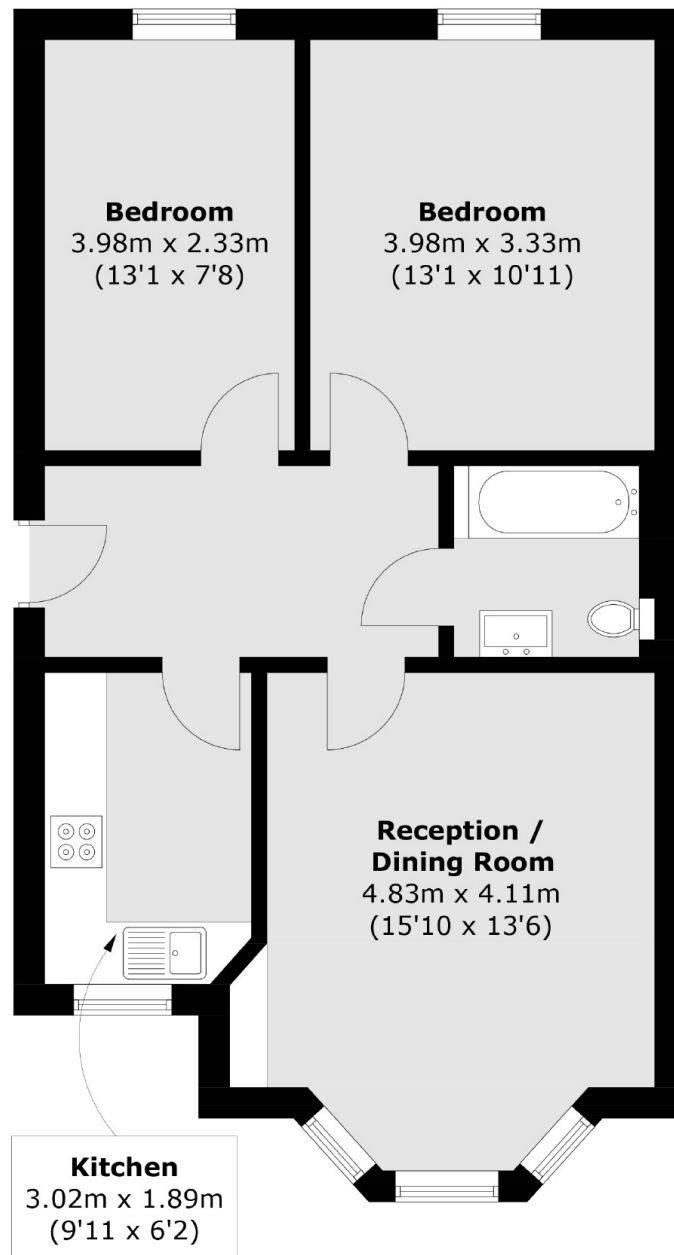 Bedroom
3.98m x 2.33m
(13'1 x 7'8)
Bedroom
3.98m x 3.33m
(13'1 x 10'11)
Reception /
Dining Room
4.83m x 4.11m
(15'10 x 13'6)
Kitchen
3.02m x 1.89m
(9'11 x 6'2)